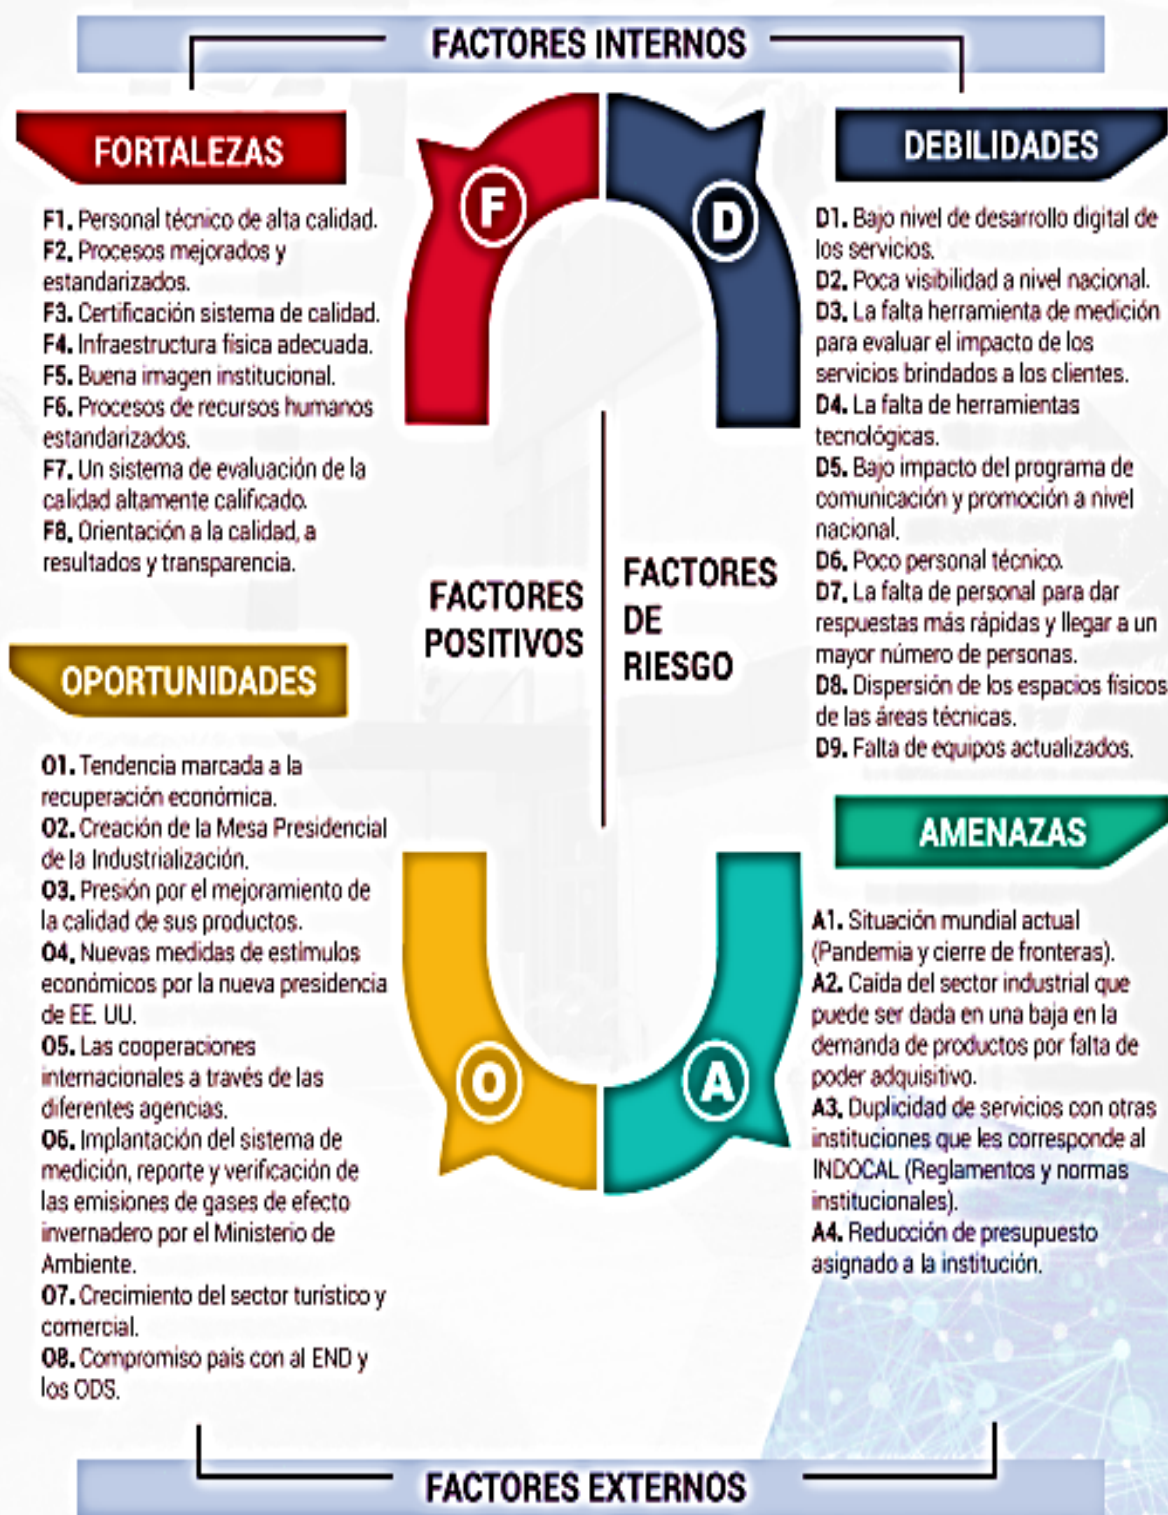 FACTORES INTERNOS
FORTALEZAS
F1. Personal técnico de alta calidad.
F2. Procesos mejorados y
estandarizados.
F3. Certificación sistema de calidad.
F4. Infraestructura física adecuada.
F5. Buena imagen institucional.
F6. Procesos de recursos humanos
estandarizados.
F7. Un sistema de evaluación de la
calidad altamente calificado.
F8. Orientación a la calidad, a
resultados y transparencia.
F
D
DEBILIDADES
D1. Bajo nivel de desarrollo digital de
los servicios.
D2. Poca visibilidad a nivel nacional.
D3. La falta herramienta de medición
para evaluar el impacto de los
servicios brindados a los clientes.
D4. La falta de herramientas
tecnológicas.
D5. Bajo impacto del programa de
comunicación y promoción a nivel
nacional.
D6. Poco personal técnico.
D7. La falta de personal para dar
respuestas más rápidas y llegar a un
mayor número de personas.
D8. Dispersión de los espacios físicos
de las áreas técnicas.
D9. Falta de equipos actualizados.
FACTORES
POSITIVOS
FACTORES
DE
RIESGO
OPORTUNIDADES
O1. Tendencia marcada a la
recuperación económica.
O2. Creación de la Mesa Presidencial
de la Industrialización.
O3. Presión por el mejoramiento de
la calidad de sus productos.
O4. Nuevas medidas de estímulos
económicos por la nueva presidencia
de EE. UU.
O5. Las cooperaciones
internacionales a través de las
diferentes agencias.
O6. Implantación del sistema de
medición, reporte y verificación de
las emisiones de gases de efecto
invernadero por el Ministerio de
Ambiente.
O7. Crecimiento del sector turístico y
comercial.
O8. Compromiso país con al END y
los ODS.
O
A
AMENAZAS
A1. Situación mundial actual
(Pandemia y cierre de fronteras).
A2. Caída del sector industrial que
puede ser dada en una baja en la
demanda de productos por falta de
poder adquisitivo.
A3. Duplicidad de servicios con otras
instituciones que les corresponde al
INDOCAL (Reglamentos y normas
institucionales).
A4. Reducción de presupuesto
asignado a la institución.
FACTORES EXTERNOS